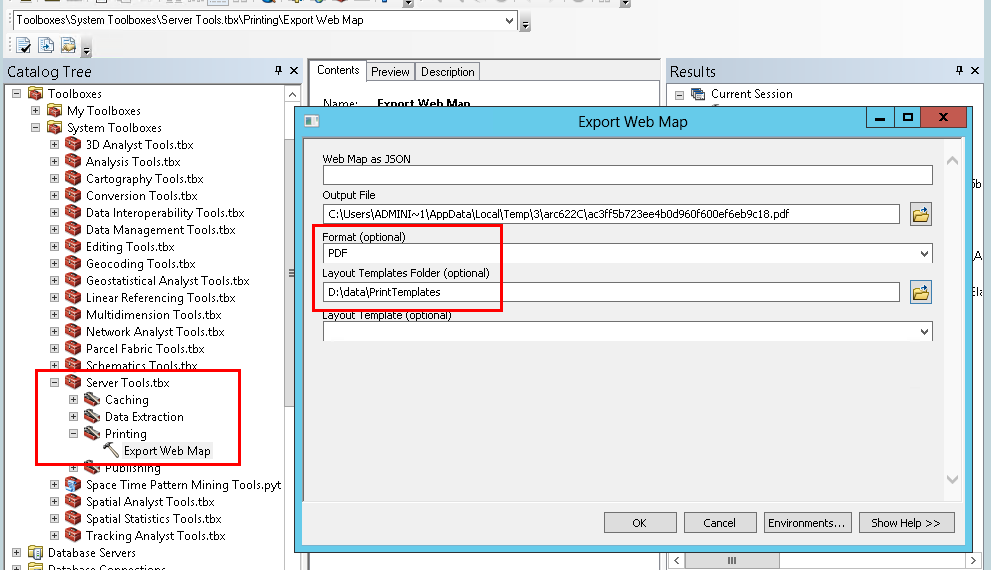 Toolboxes\System Toolboxes\Server Tools.tbx\Printing\Export Web Map
Catalog Tree
Toolboxes
My Toolboxes
System Toolboxes
3D Analyst Tools.tbx
Analysis Tools.tbx
Cartography Tools.tbx
Conversion Tools.tbx
Data Interoperability Tools.tbx
Data Management Tools.tbx
Editing Tools.tbx
Geocoding Tools.tbx
Geostatistical Analyst Tools.tbx
Linear Referencing Tools.tbx
Multidimension Tools.tbx
Network Analyst Tools.tbx
Parcel Fabric Tools.tbx
Schematics Tools.tbx
Server Tools.tbx
Caching
Data Extraction
Printing
Export Web Map
Publishing
Space Time Pattern Mining Tools.pyt
Spatial Analyst Tools.tbx
Spatial Statistics Tools.tbx
Tracking Analyst Tools.tbx
Database Servers
Database Connections
Contents Preview Description
Name: Export Web Map
Results
Current Session
Export Web Map
Web Map as JSON
Output File
C:\Users\ADMINI~1\AppData\Local\Temp\3\arc622C\ac3ff5b723ee4b0d960f600ef6eb9c18.pdf
Format (optional)
PDF
Layout Templates Folder (optional)
D:\data\PrintTemplates
Layout Template (optional)
OK Cancel Environments... Show Help >>